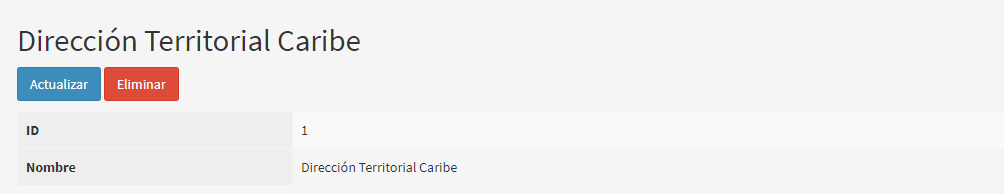 Dirección Territorial Caribe
Actualizar Eliminar
ID 1
Nombre Dirección Territorial Caribe